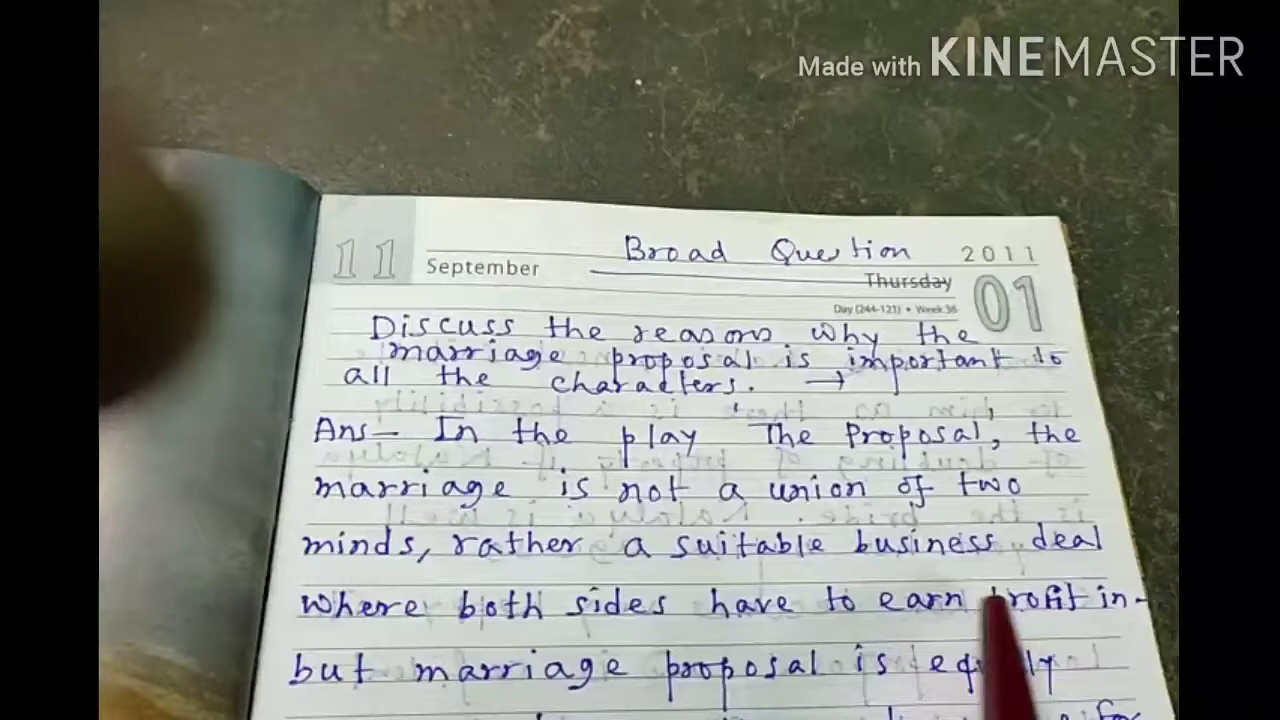 Made with KINEMASTER
11 September
Broad Question
2011
Thursday
01
Day (244-121) • Week 36
Discuss the reasons why the
marriage proposal is important to
all the characters. →
Ans- In the play 'The Proposal', the
marriage is not a union of two
minds, rather a suitable business deal
where both sides have to earn profit in-
but marriage proposal is
for